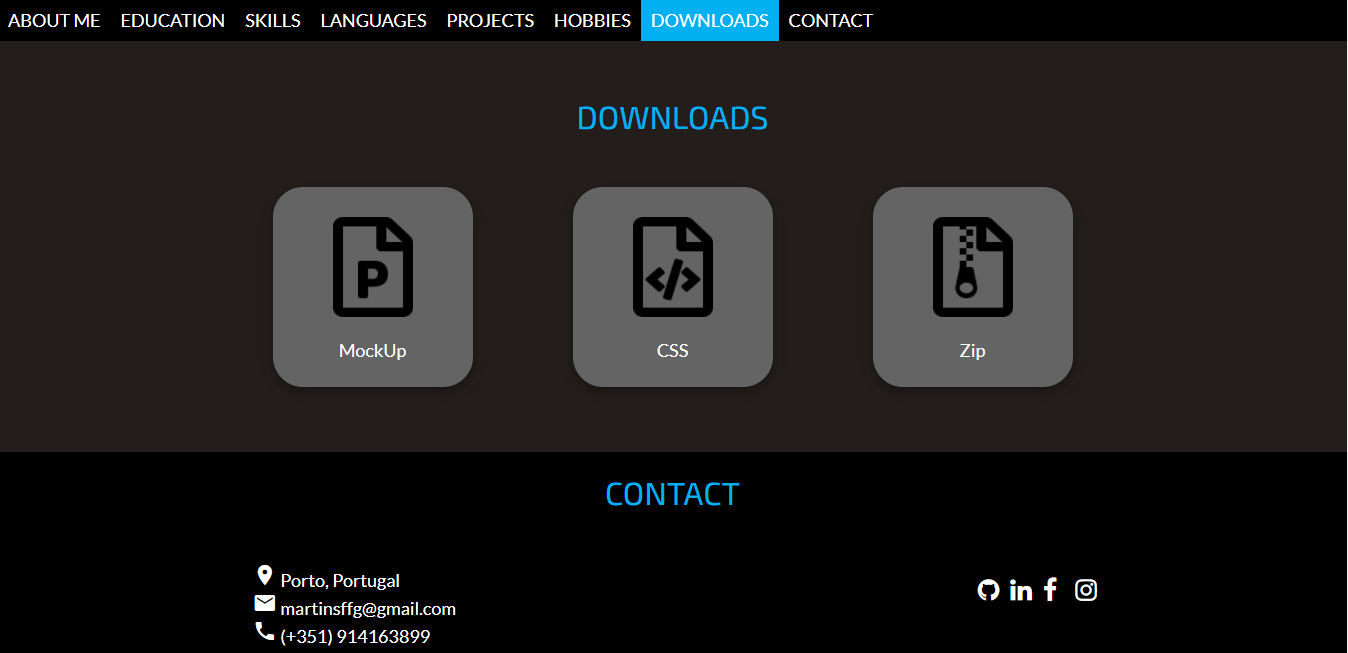 ABOUT ME EDUCATION SKILLS LANGUAGES PROJECTS HOBBIES DOWNLOADS CONTACT
DOWNLOADS
P
</>
MockUp CSS Zip
CONTACT
Porto, Portugal
martinsffg@gmail.com
(+351) 914163899
in f